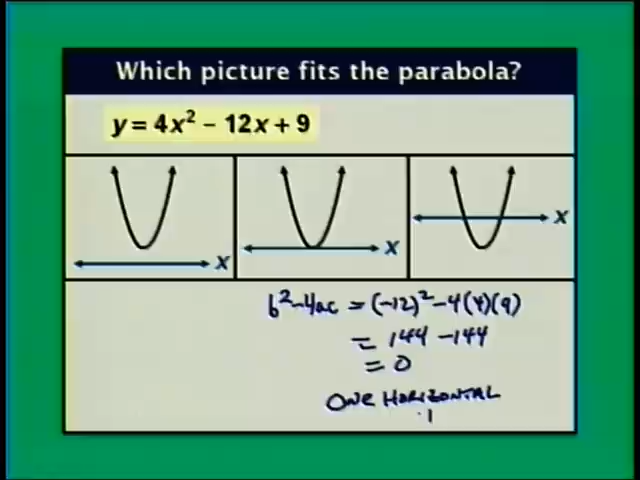 Which picture fits the parabola?
y = 4x² − 12x + 9
x x x
b²-4ac = (-12)² - 4(4)(9)
= 144 - 144
= 0
ONE HORIZONTAL